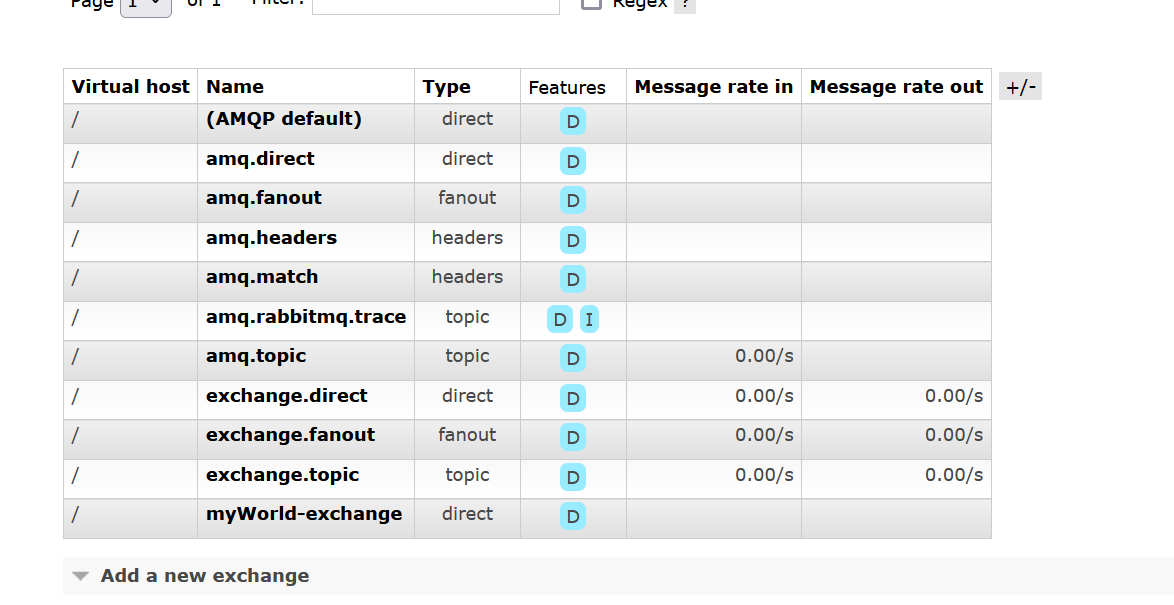 Page 1 of 1 Filter: Regex ?
Virtual host Name Type Features Message rate in Message rate out +/-
/ (AMQP default) direct D
/ amq.direct direct D
/ amq.fanout fanout D
/ amq.headers headers D
/ amq.match headers D
/ amq.rabbitmq.trace topic D I
/ amq.topic topic D 0.00/s
/ exchange.direct direct D 0.00/s 0.00/s
/ exchange.fanout fanout D 0.00/s 0.00/s
/ exchange.topic topic D 0.00/s 0.00/s
/ myWorld-exchange direct D
Add a new exchange